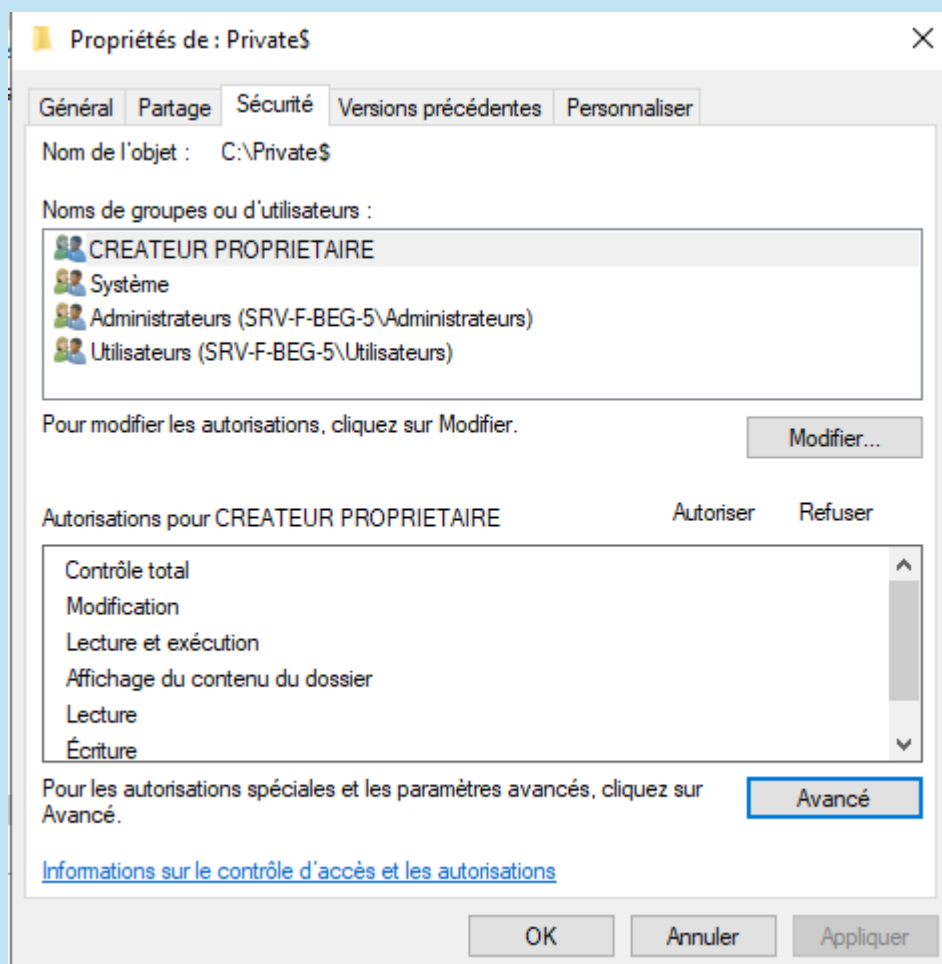 Propriétés de : Private$
Général Partage Sécurité Versions précédentes Personnaliser
Nom de l'objet : C:\Private$
Noms de groupes ou d'utilisateurs :
CREATEUR PROPRIETAIRE
Système
Administrateurs (SRV-F-BEG-5\Administrateurs)
Utilisateurs (SRV-F-BEG-5\Utilisateurs)
Pour modifier les autorisations, cliquez sur Modifier.
Modifier...
Autorisations pour CREATEUR PROPRIETAIRE Autoriser Refuser
Contrôle total
Modification
Lecture et exécution
Affichage du contenu du dossier
Lecture
Écriture
Pour les autorisations spéciales et les paramètres avancés, cliquez sur
Avancé.
Avancé
Informations sur le contrôle d'accès et les autorisations
OK Annuler Appliquer